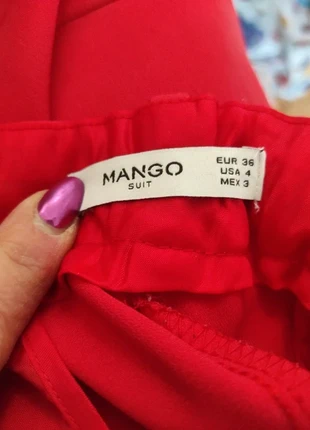 MANGO
SUIT
EUR 36
USA 4
MEX 3